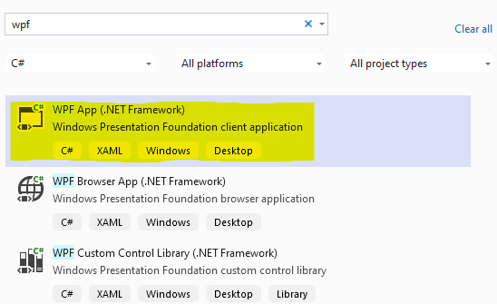 wpf
Clear all
C# All platforms All project types
C#
WPF App (.NET Framework)
Windows Presentation Foundation client application
C# XAML Windows Desktop
C#
WPF Browser App (.NET Framework)
Windows Presentation Foundation browser application
C# XAML Windows Desktop
C#
WPF Custom Control Library (.NET Framework)
Windows Presentation Foundation custom control library
C# XAML Windows Desktop Library